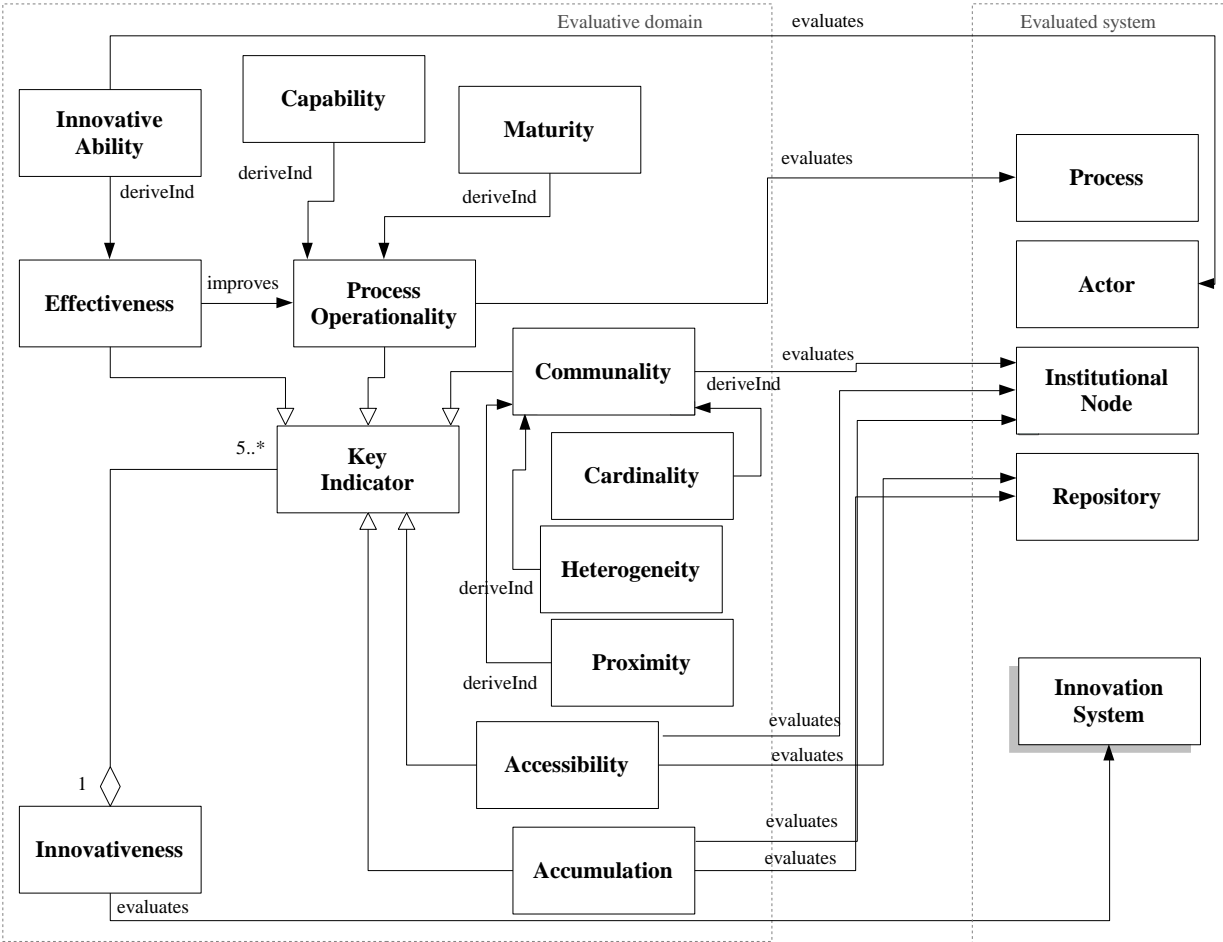 Evaluative domain
evaluates
Evaluated system
Innovative
Ability
Capability
Maturity
evaluates
Process
deriveInd
deriveInd
deriveInd
Effectiveness
improves
Process
Operationality
Actor
Communality
evaluates
deriveInd
Institutional
Node
5..*
Key
Indicator
Cardinality
Repository
Heterogeneity
deriveInd
Proximity
deriveInd
Innovation
System
evaluates
Accessibility
evaluates
1
Innovativeness
evaluates
Accumulation
evaluates
evaluates